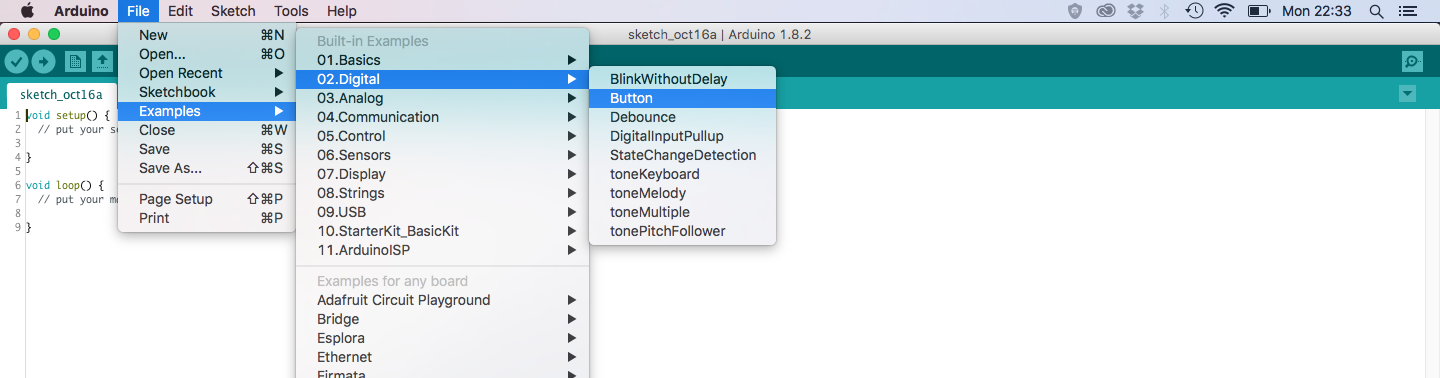 Arduino File Edit Sketch Tools Help Mon 22:33
sketch_oct16a | Arduino 1.8.2
New ⌘N
Open... ⌘O
Open Recent
Sketchbook
Examples
Close ⌘W
Save ⌘S
Save As... ⇧⌘S
Page Setup ⇧⌘P
Print ⌘P
Built-in Examples
01.Basics
02.Digital
03.Analog
04.Communication
05.Control
06.Sensors
07.Display
08.Strings
09.USB
10.StarterKit_BasicKit
11.ArduinoISP
Examples for any board
Adafruit Circuit Playground
Bridge
Esplora
Ethernet
Firmata
BlinkWithoutDelay
Button
Debounce
DigitalInputPullup
StateChangeDetection
toneKeyboard
toneMelody
toneMultiple
tonePitchFollower
sketch_oct16a
1 void setup() {
2 // put your
3
4 }
5
6 void loop() {
7 // put your
8
9 }